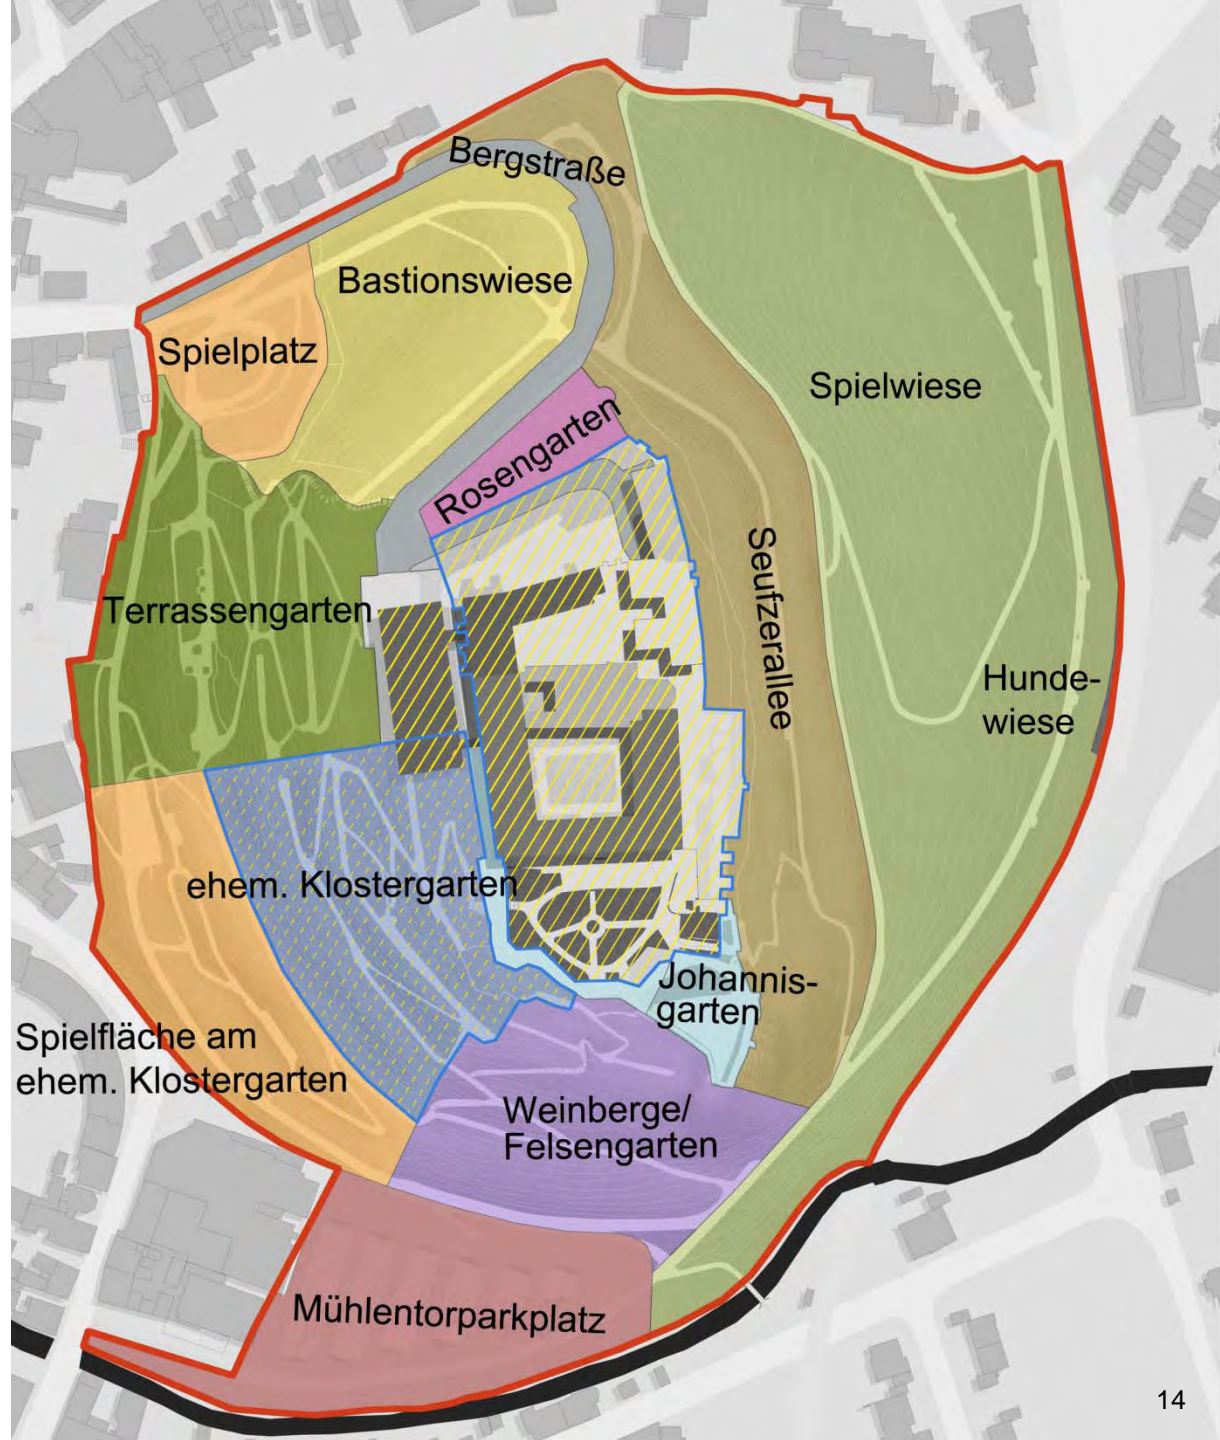 Bergstraße
Bastionswiese
Spielplatz
Spielwiese
Rosengarten
Seufzerallee
Terrassengarten
Hunde-
wiese
ehem. Klostergarten
Johannis-
garten
Spielfläche am
ehem. Klostergarten
Weinberge/
Felsengarten
Mühlentorparkplatz
14